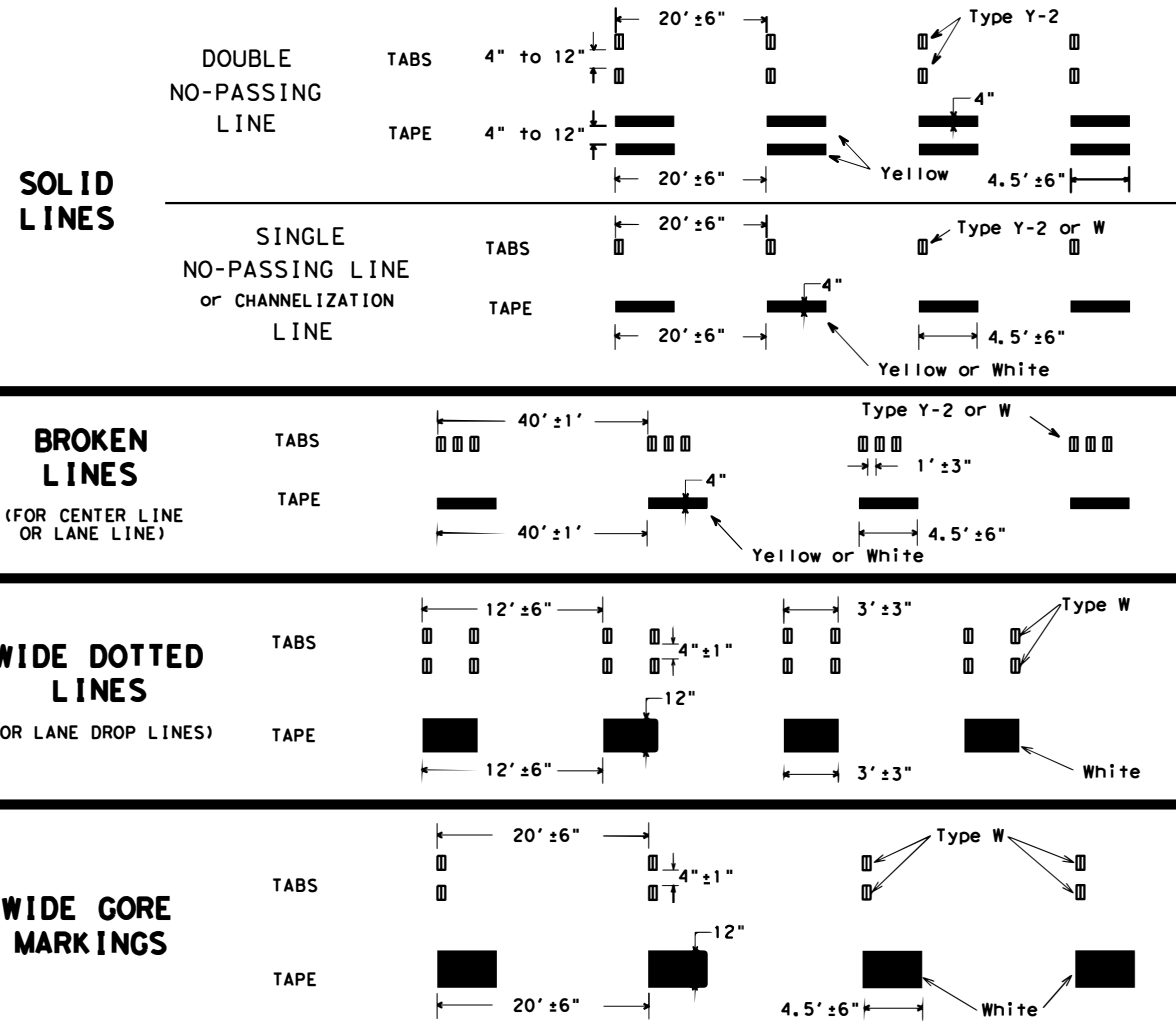 SOLID
LINES
DOUBLE
NO-PASSING
LINE
TABS
4" to 12"
20'±6"
Type Y-2
TAPE
4" to 12"
4"
Yellow
20'±6"
4.5'±6"
SINGLE
NO-PASSING LINE
or CHANNELIZATION
LINE
TABS
20'±6"
Type Y-2 or W
TAPE
4"
20'±6"
4.5'±6"
Yellow or White
BROKEN
LINES
(FOR CENTER LINE
OR LANE LINE)
TABS
40'±1'
Type Y-2 or W
1'±3"
TAPE
4"
40'±1'
4.5'±6"
Yellow or White
WIDE DOTTED
LINES
OR LANE DROP LINES)
TABS
12'±6"
3'±3"
Type W
4"±1"
TAPE
12"
12'±6"
3'±3"
White
WIDE GORE
MARKINGS
TABS
20'±6"
Type W
4"±1"
TAPE
12"
20'±6"
4.5'±6"
White